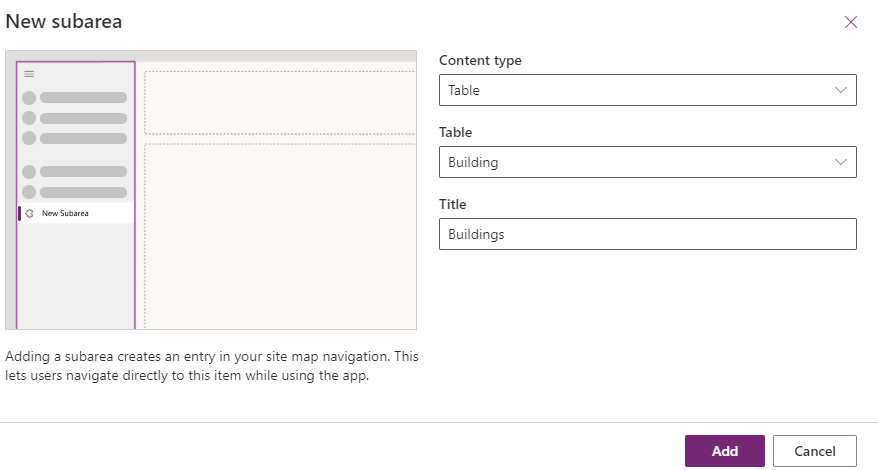 New subarea
New Subarea
Adding a subarea creates an entry in your site map navigation. This
lets users navigate directly to this item while using the app.
Content type
Table
Table
Building
Title
Buildings
Add
Cancel